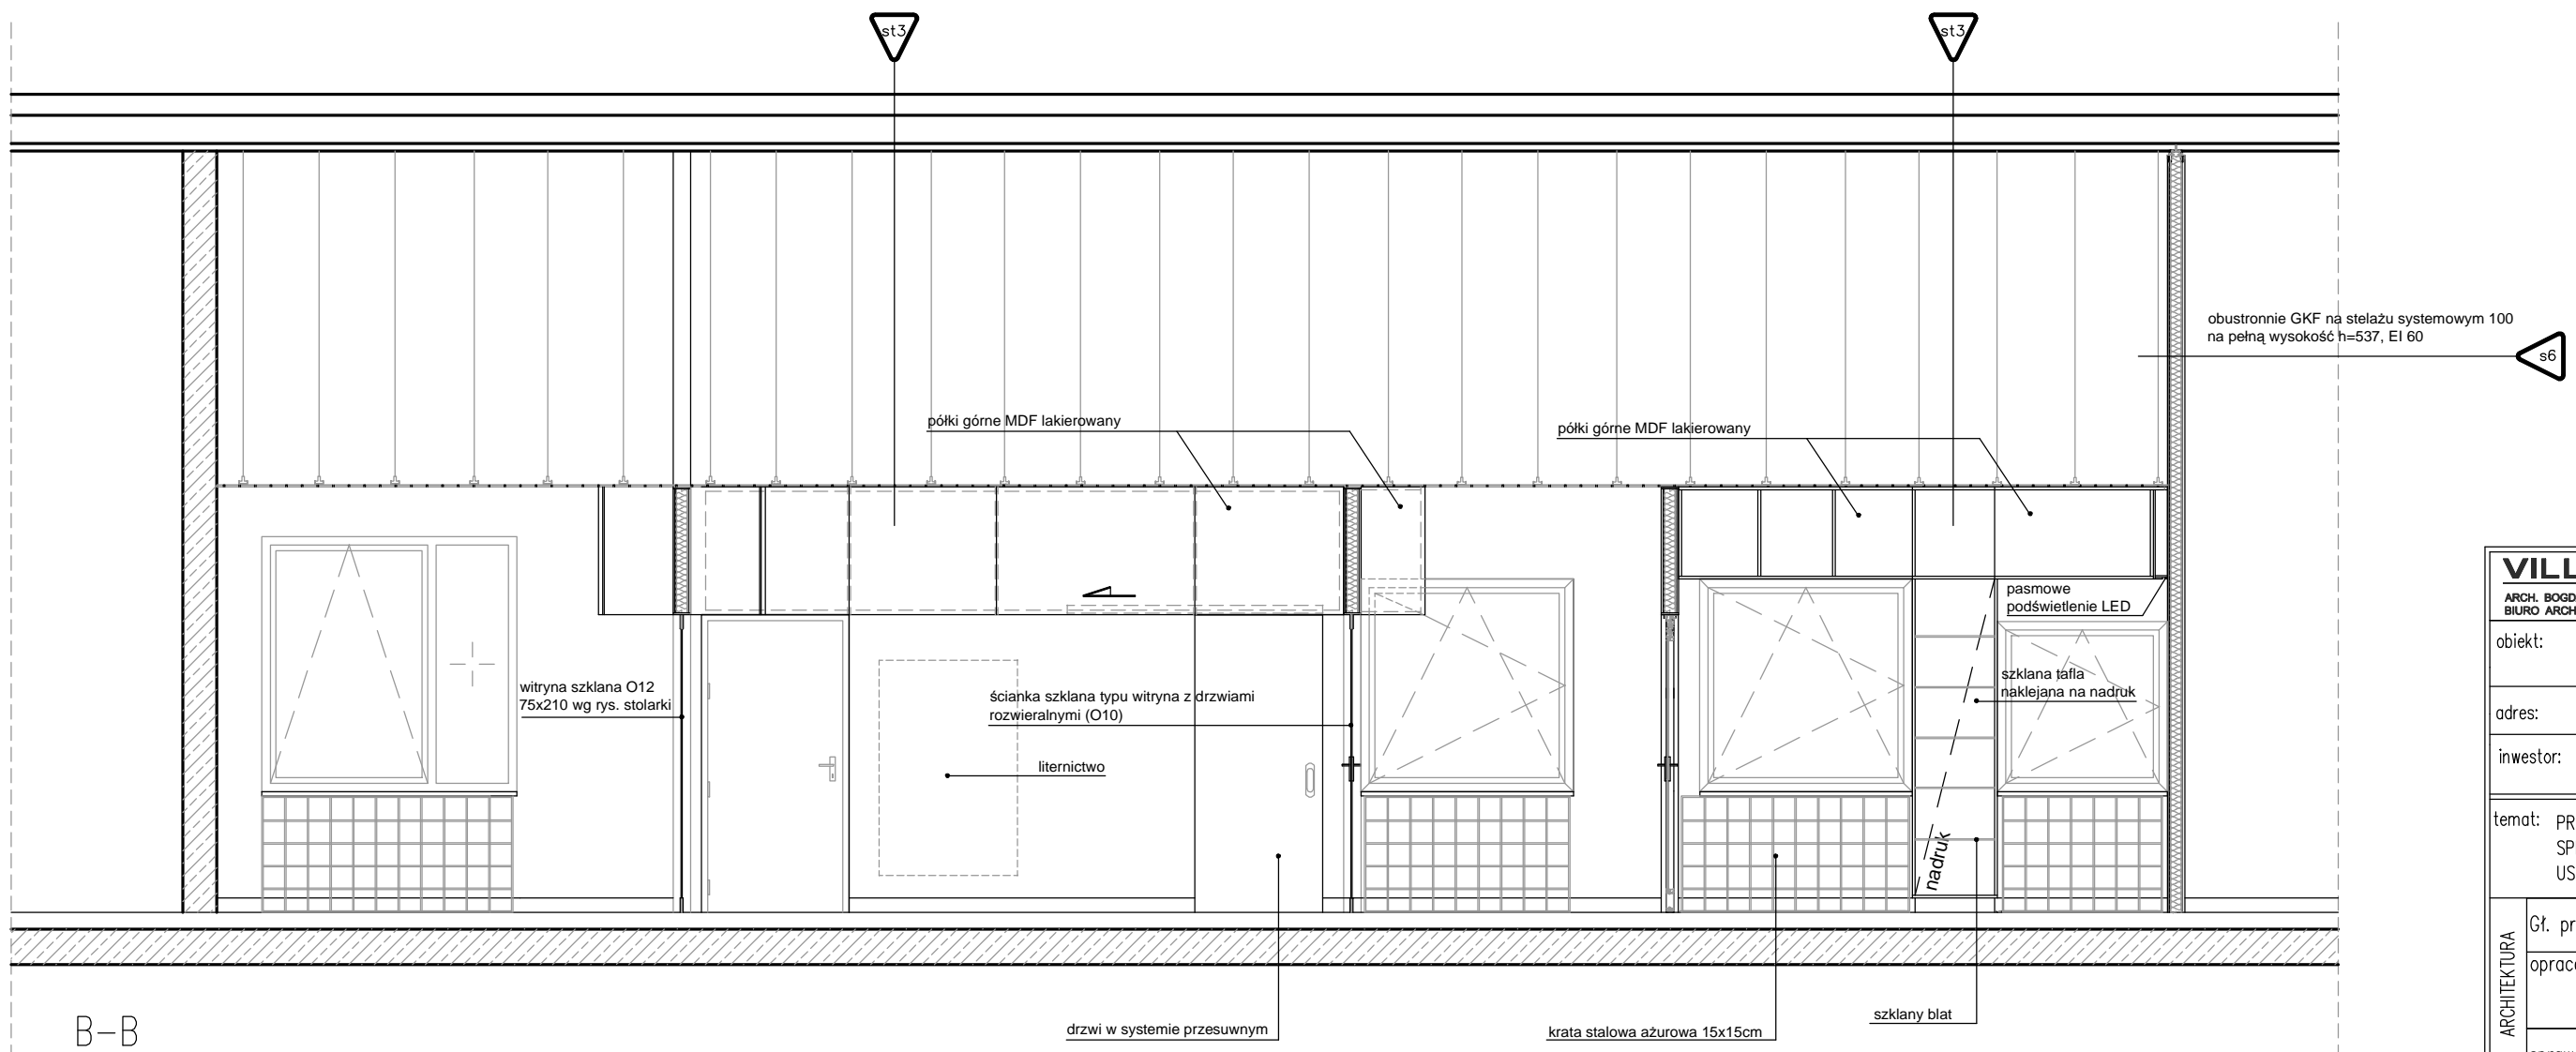 st3
st3
obustronnie GKF na stelażu systemowym 100
na pełną wysokość h=537, EI 60
s6
półki górne MDF lakierowany
półki górne MDF lakierowany
pasmowe
podświetlenie LED
witryna szklana O12
75x210 wg rys. stolarki
ścianka szklana typu witryna z drzwiami
rozwieralnymi (O10)
szklana tafla
naklejana na nadruk
liternictwo
nadruk
drzwi w systemie przesuwnym
krata stalowa ażurowa 15x15cm
szklany blat
B-B
VILL
ARCH. BOGD
BIURO ARCH
obiekt:
adres:
inwestor:
temat: PR
SP
US
ARCHITEKTURA
Gł. pr
opraco